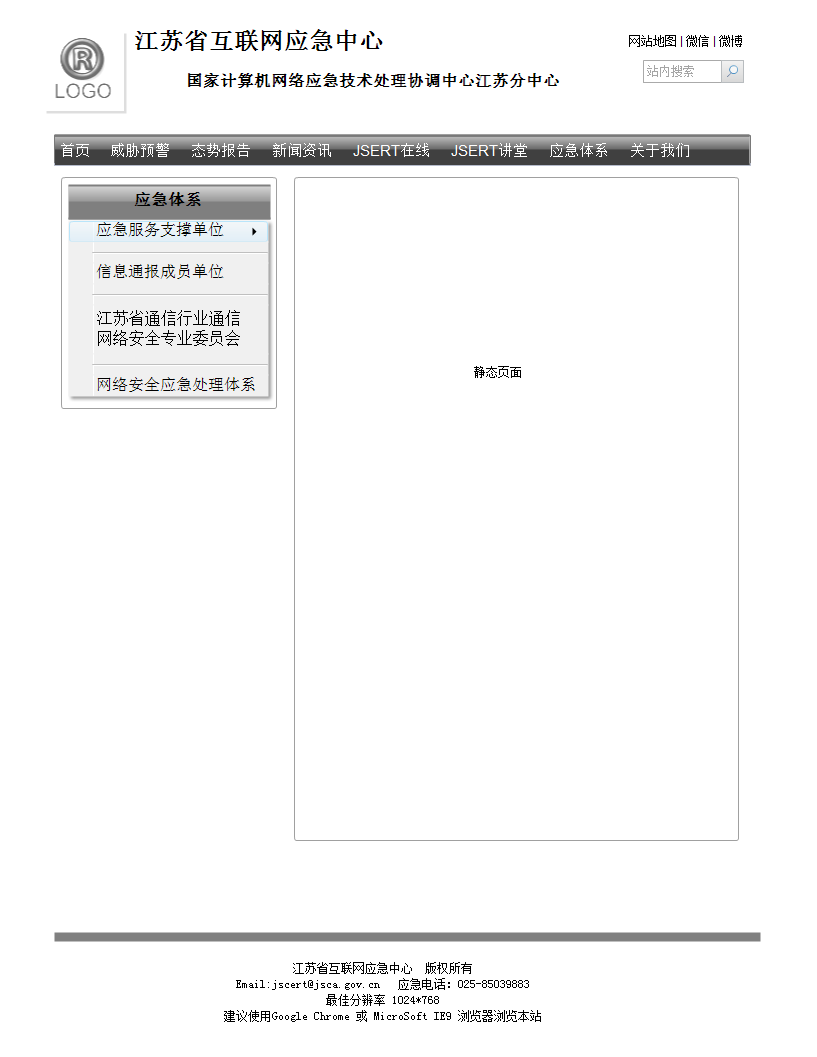 江苏省互联网应急中心
网站地图 | 微信 | 微博
LOGO
®
国家计算机网络应急技术处理协调中心江苏分中心
站内搜索
首页 威胁预警 态势报告 新闻资讯 JSERT在线 JSERT讲堂 应急体系 关于我们
应急体系
应急服务支撑单位
信息通报成员单位
江苏省通信行业通信
网络安全专业委员会
网络安全应急处理体系
静态页面
江苏省互联网应急中心 版权所有
Email:jscert@jsca.gov.cn 应急电话：025-85039883
最佳分辨率 1024*768
建议使用Google Chrome 或 MicroSoft IE9 浏览器浏览本站